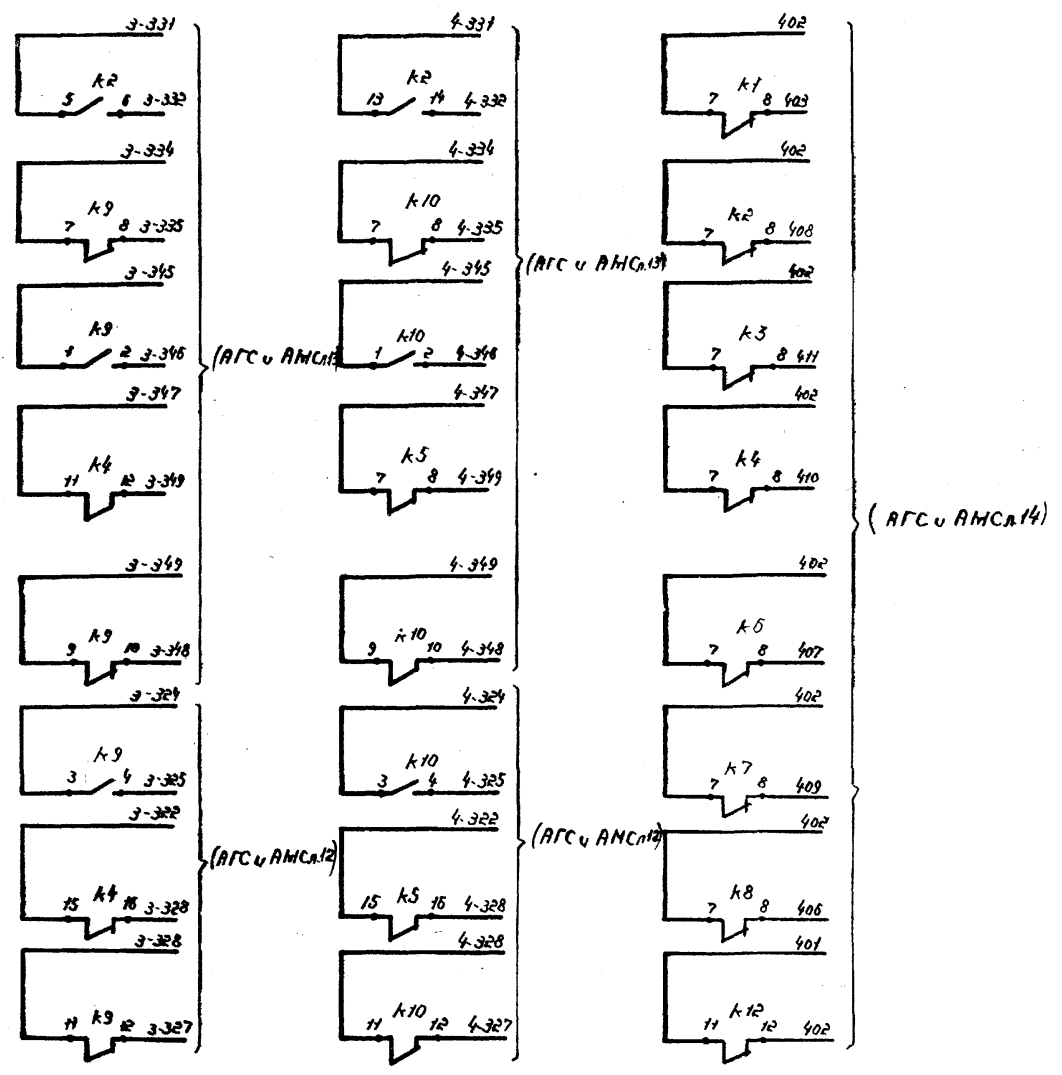 3-331
к2
5 6 3-332
3-334
к9
7 8 3-335
3-345
к9
1 2 3-346
3-347
к4
11 12 3-349
3-349
к9
9 10 3-348
(АГС и АМС л.13)
3-324
к9
3 4 3-325
3-322
к4
15 16 3-328
3-328
к9
11 12 3-327
(АГС и АМС л.12)
4-331
к2
13 14 4-332
4-334
к10
7 8 4-335
4-345
к10
1 2 4-346
4-347
к5
7 8 4-349
4-349
к10
9 10 4-348
(АГС и АМС л.13)
4-324
к10
3 4 4-325
4-322
к5
15 16 4-328
4-328
к10
11 12 4-327
(АГС и АМС л.12)
402
к1
7 8 403
402
к2
7 8 408
402
к3
7 8 411
402
к4
7 8 410
402
к6
7 8 407
402
к7
7 8 409
402
к8
7 8 406
401
к12
11 12 402
(АГС и АМС л.14)